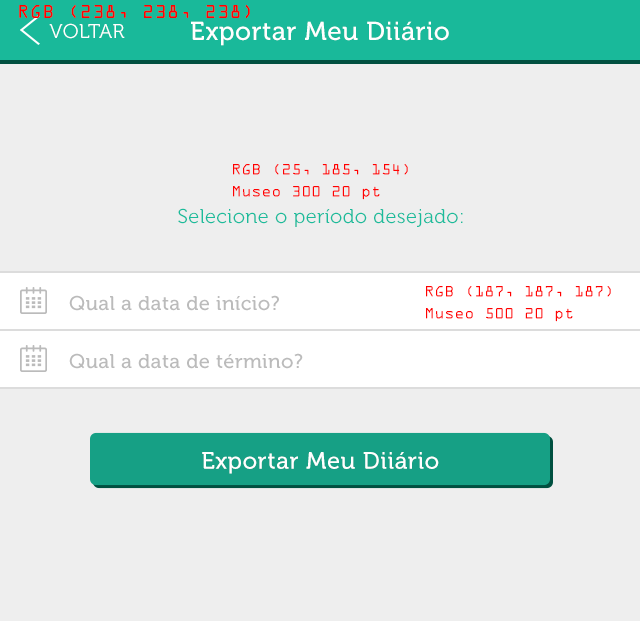 RGB (238, 238, 238)
VOLTAR Exportar Meu Diiário
RGB (25, 185, 154)
Museo 300 20 pt
Selecione o período desejado:
RGB (187, 187, 187)
Qual a data de início?
Museo 500 20 pt
Qual a data de término?
Exportar Meu Diiário